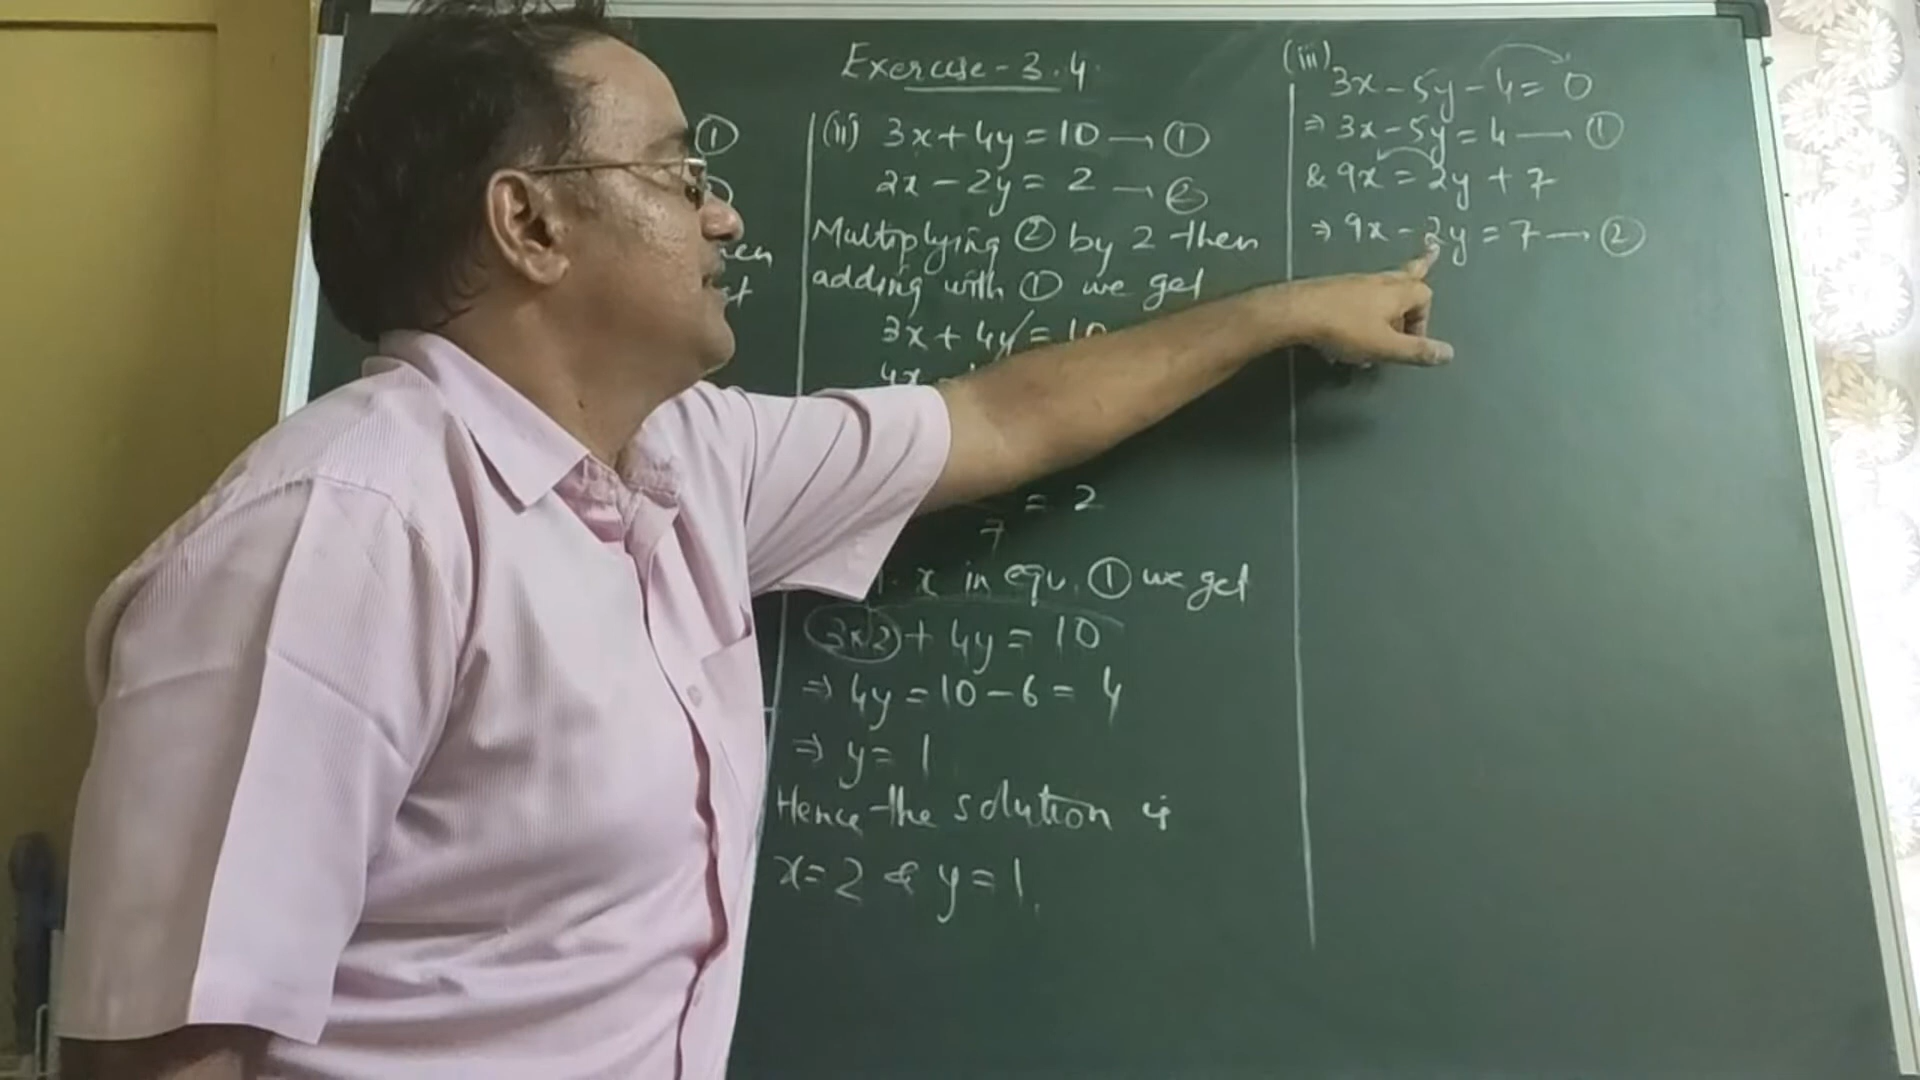 Exercise - 3.4
①
(ii) 3x + 4y = 10 — ①
2x - 2y = 2 — ②
Multiplying ② by 2 then
adding with ① we get
3x + 4y = 10
4x
= 2
7
x in equ. ① we get
3x2 + 4y = 10
⇒ 4y = 10 - 6 = 4
⇒ y = 1
Hence the solution is
x = 2 & y = 1.
(iii)
3x - 5y - 4 = 0
⇒ 3x - 5y = 4 — ①
& 9x = 2y + 7
⇒ 9x - 2y = 7 — ②